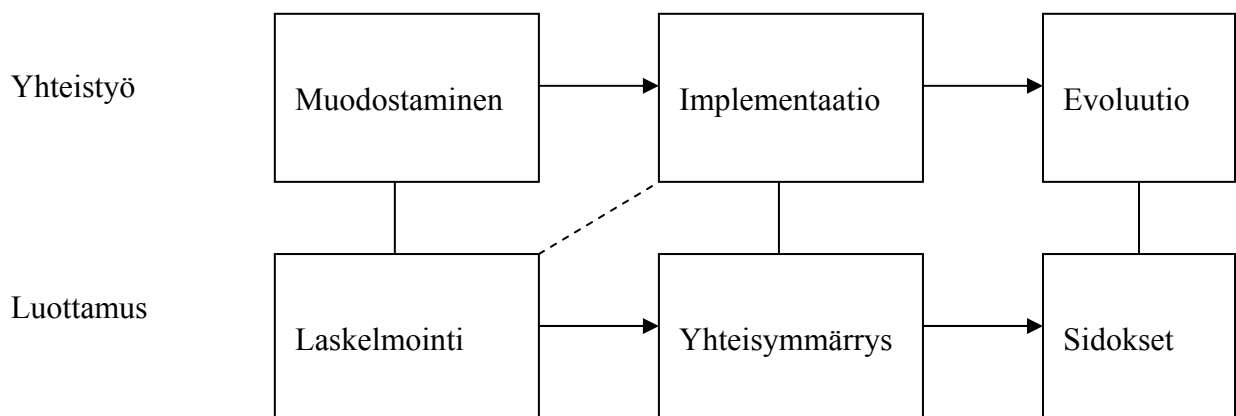 Yhteistyö
Muodostaminen
Implementaatio
Evoluutio
Luottamus
Laskelmointi
Yhteisymmärrys
Sidokset